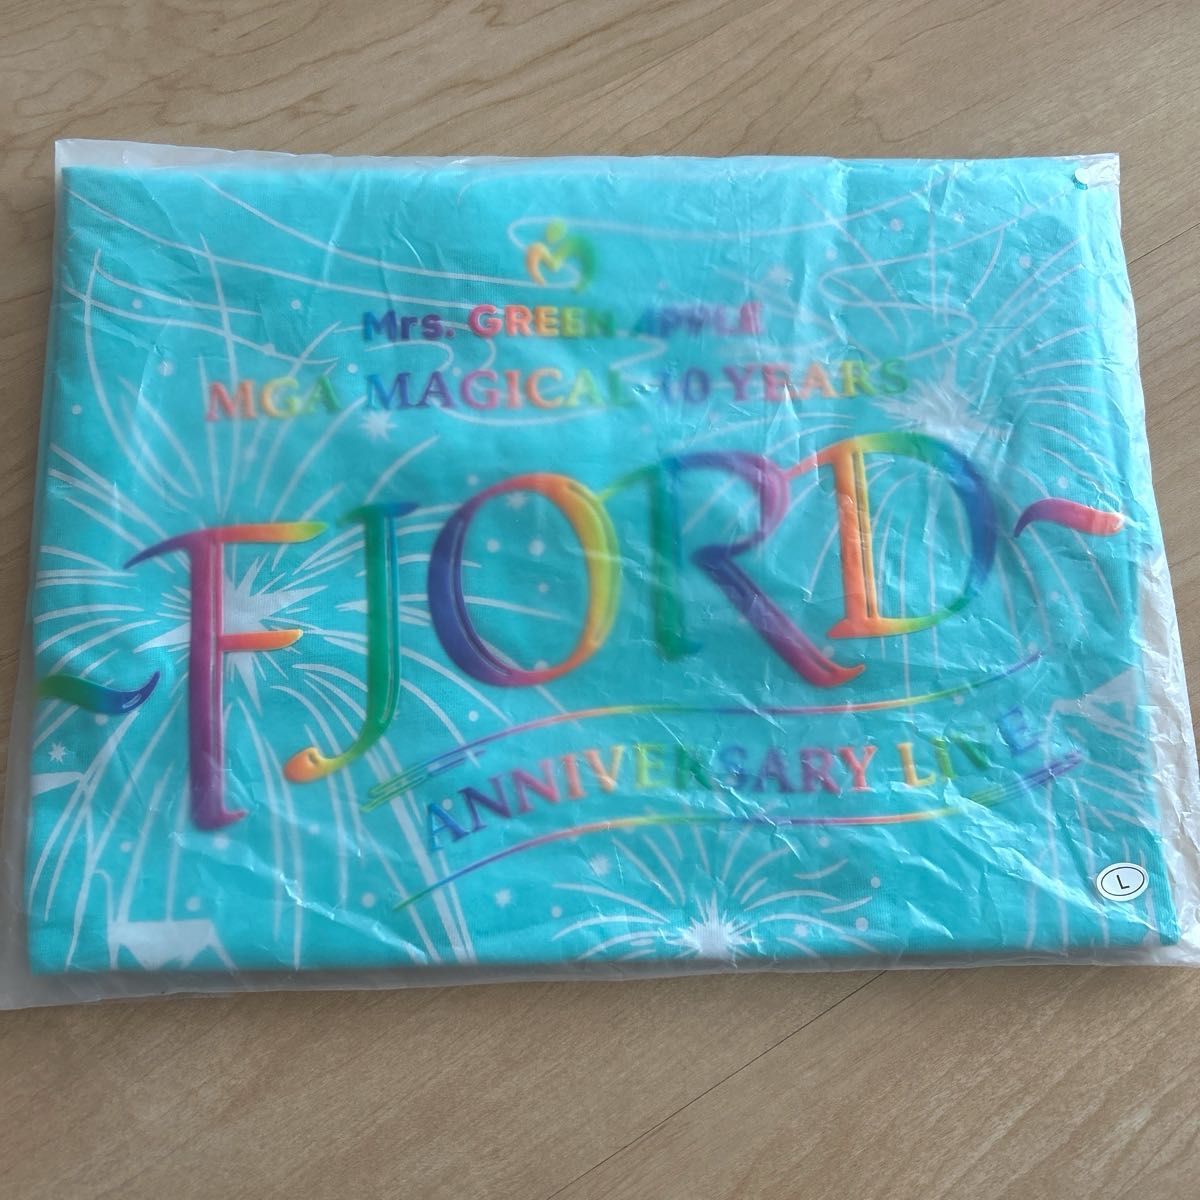 Mrs. GREEN APPLE
MGA MAGICAL 10 YEARS
~FJORD~
ANNIVERSARY LIVE
L